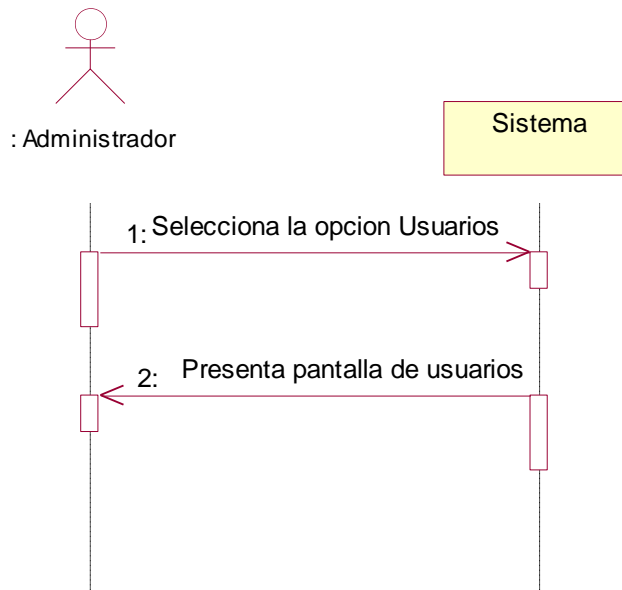 : Administrador
Sistema
1: Selecciona la opcion Usuarios
2: Presenta pantalla de usuarios